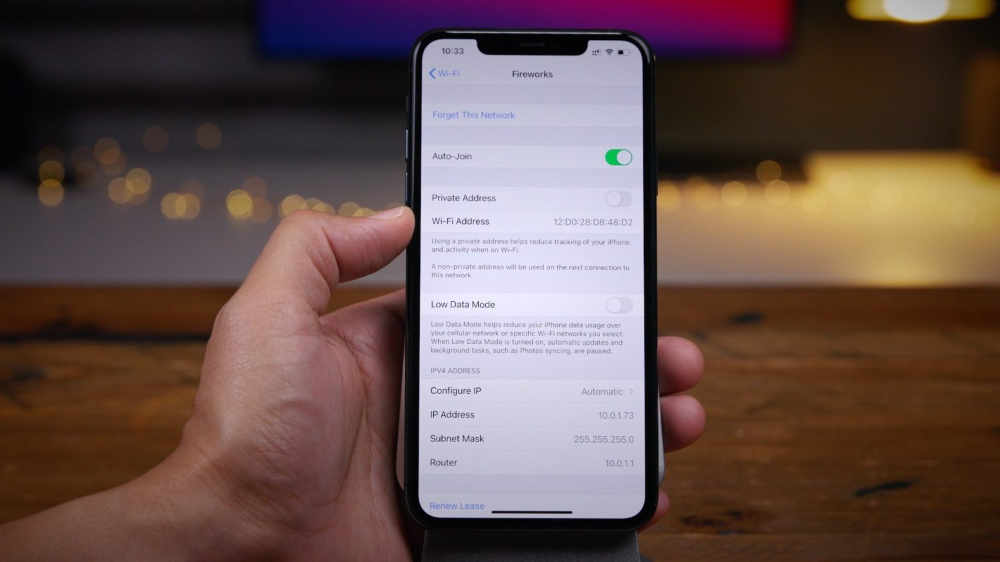 10:33
Wi-Fi
Fireworks
Forget This Network
Auto-Join
Private Address
Wi-Fi Address 12:D0:28:D8:48:D2
Using a private address helps reduce tracking of your iPhone
and activity when on Wi-Fi.
A non-private address will be used on the next connection to
this network.
Low Data Mode
Low Data Mode helps reduce your iPhone data usage over
your cellular network or specific Wi-Fi networks you select.
When Low Data Mode is turned on, automatic updates and
background tasks, such as Photos syncing, are paused.
IPV4 ADDRESS
Configure IP Automatic
IP Address 10.0.1.73
Subnet Mask 255.255.255.0
Router 10.0.1.1
Renew Lease